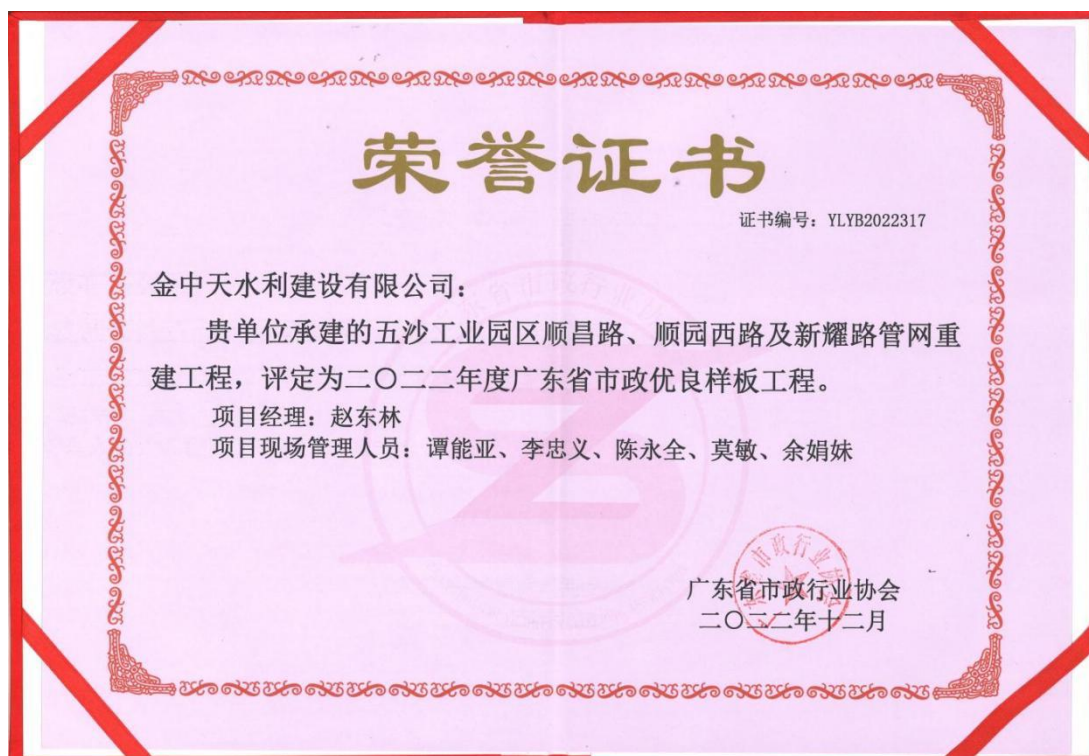 荣誉证书
证书编号：YLYB2022317
金中天水利建设有限公司：
贵单位承建的五沙工业园区顺昌路、顺园西路及新耀路管网重
建工程，评定为二〇二二年度广东省市政优良样板工程。
项目经理：赵东林
项目现场管理人员：谭能亚、李忠义、陈永全、莫敏、余娟妹
广东省市政行业协会
二〇二二年十二月